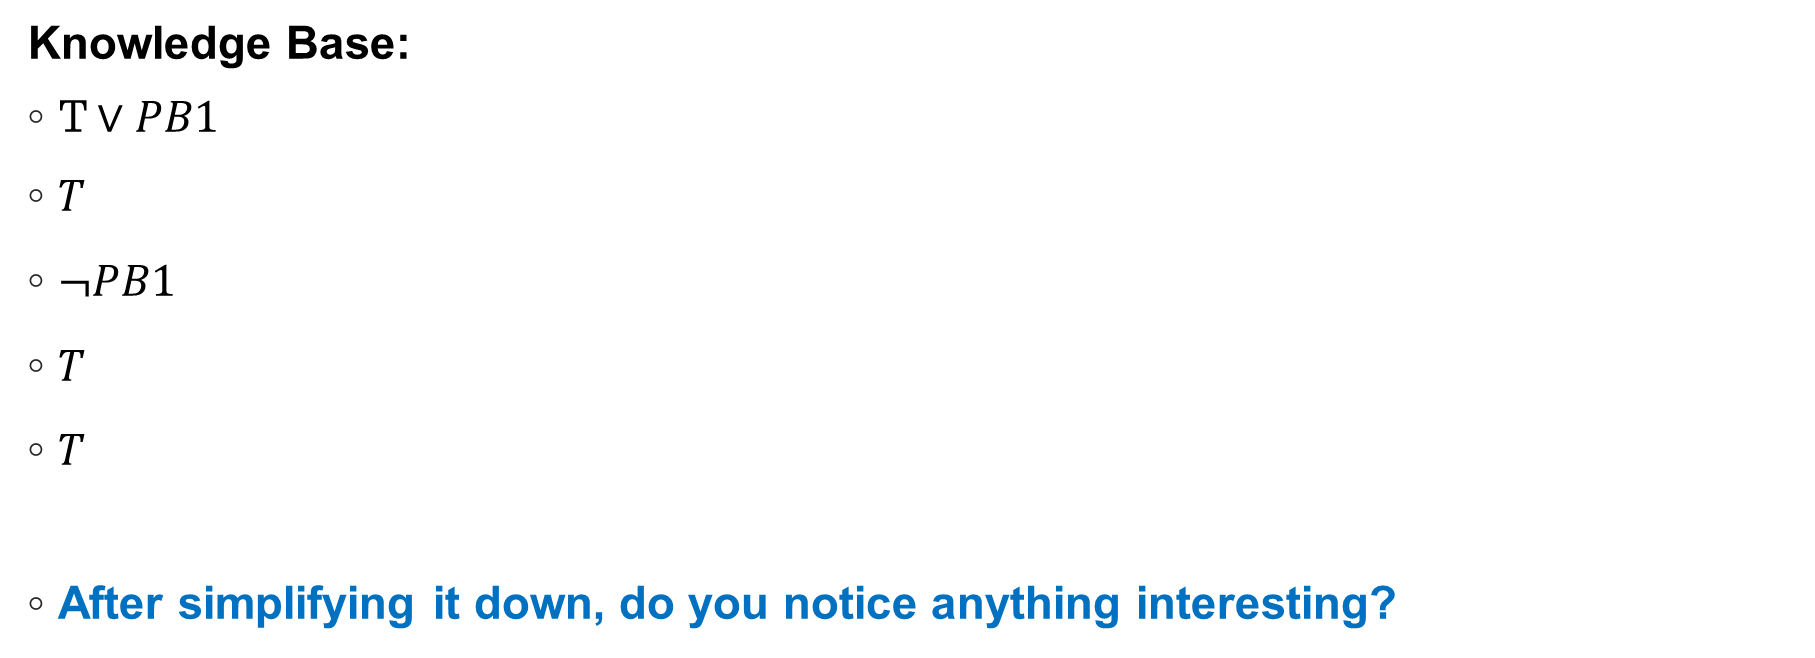 Knowledge Base:
◦ T ∨ 𝑃𝐵1
◦ 𝑇
◦ ¬𝑃𝐵1
◦ 𝑇
◦ 𝑇
◦ After simplifying it down, do you notice anything interesting?